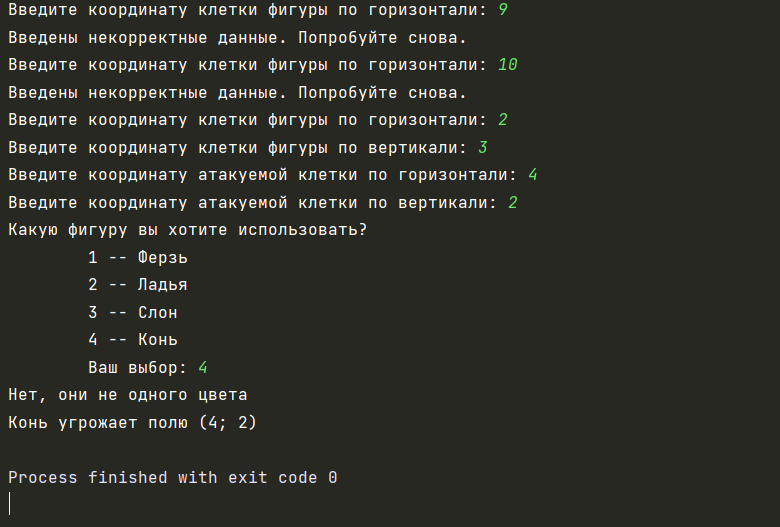 Введите координату клетки фигуры по горизонтали: 9
Введены некорректные данные. Попробуйте снова.
Введите координату клетки фигуры по горизонтали: 10
Введены некорректные данные. Попробуйте снова.
Введите координату клетки фигуры по горизонтали: 2
Введите координату клетки фигуры по вертикали: 3
Введите координату атакуемой клетки по горизонтали: 4
Введите координату атакуемой клетки по вертикали: 2
Какую фигуру вы хотите использовать?
1 -- Ферзь
2 -- Ладья
3 -- Слон
4 -- Конь
Ваш выбор: 4
Нет, они не одного цвета
Конь угрожает полю (4; 2)
Process finished with exit code 0